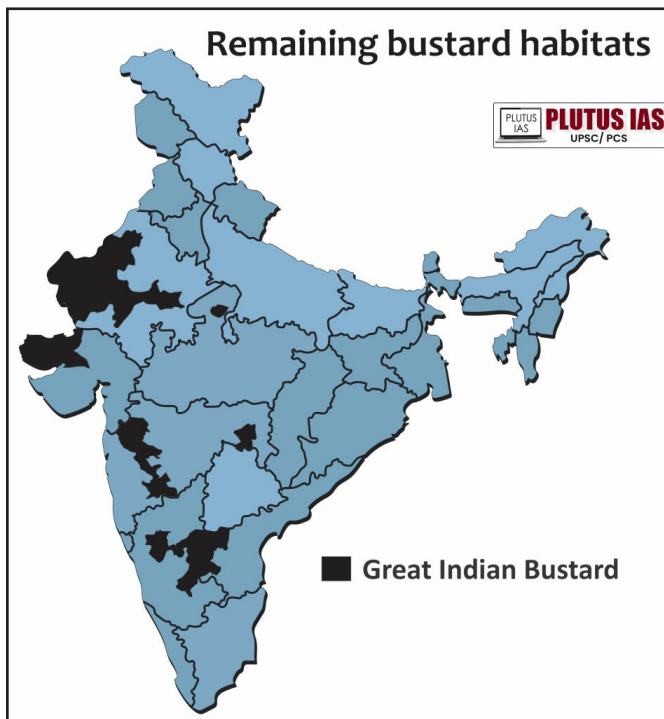 Remaining bustard habitats
PLUTUS
IAS
PLUTUS IAS
UPSC/ PCS
Great Indian Bustard